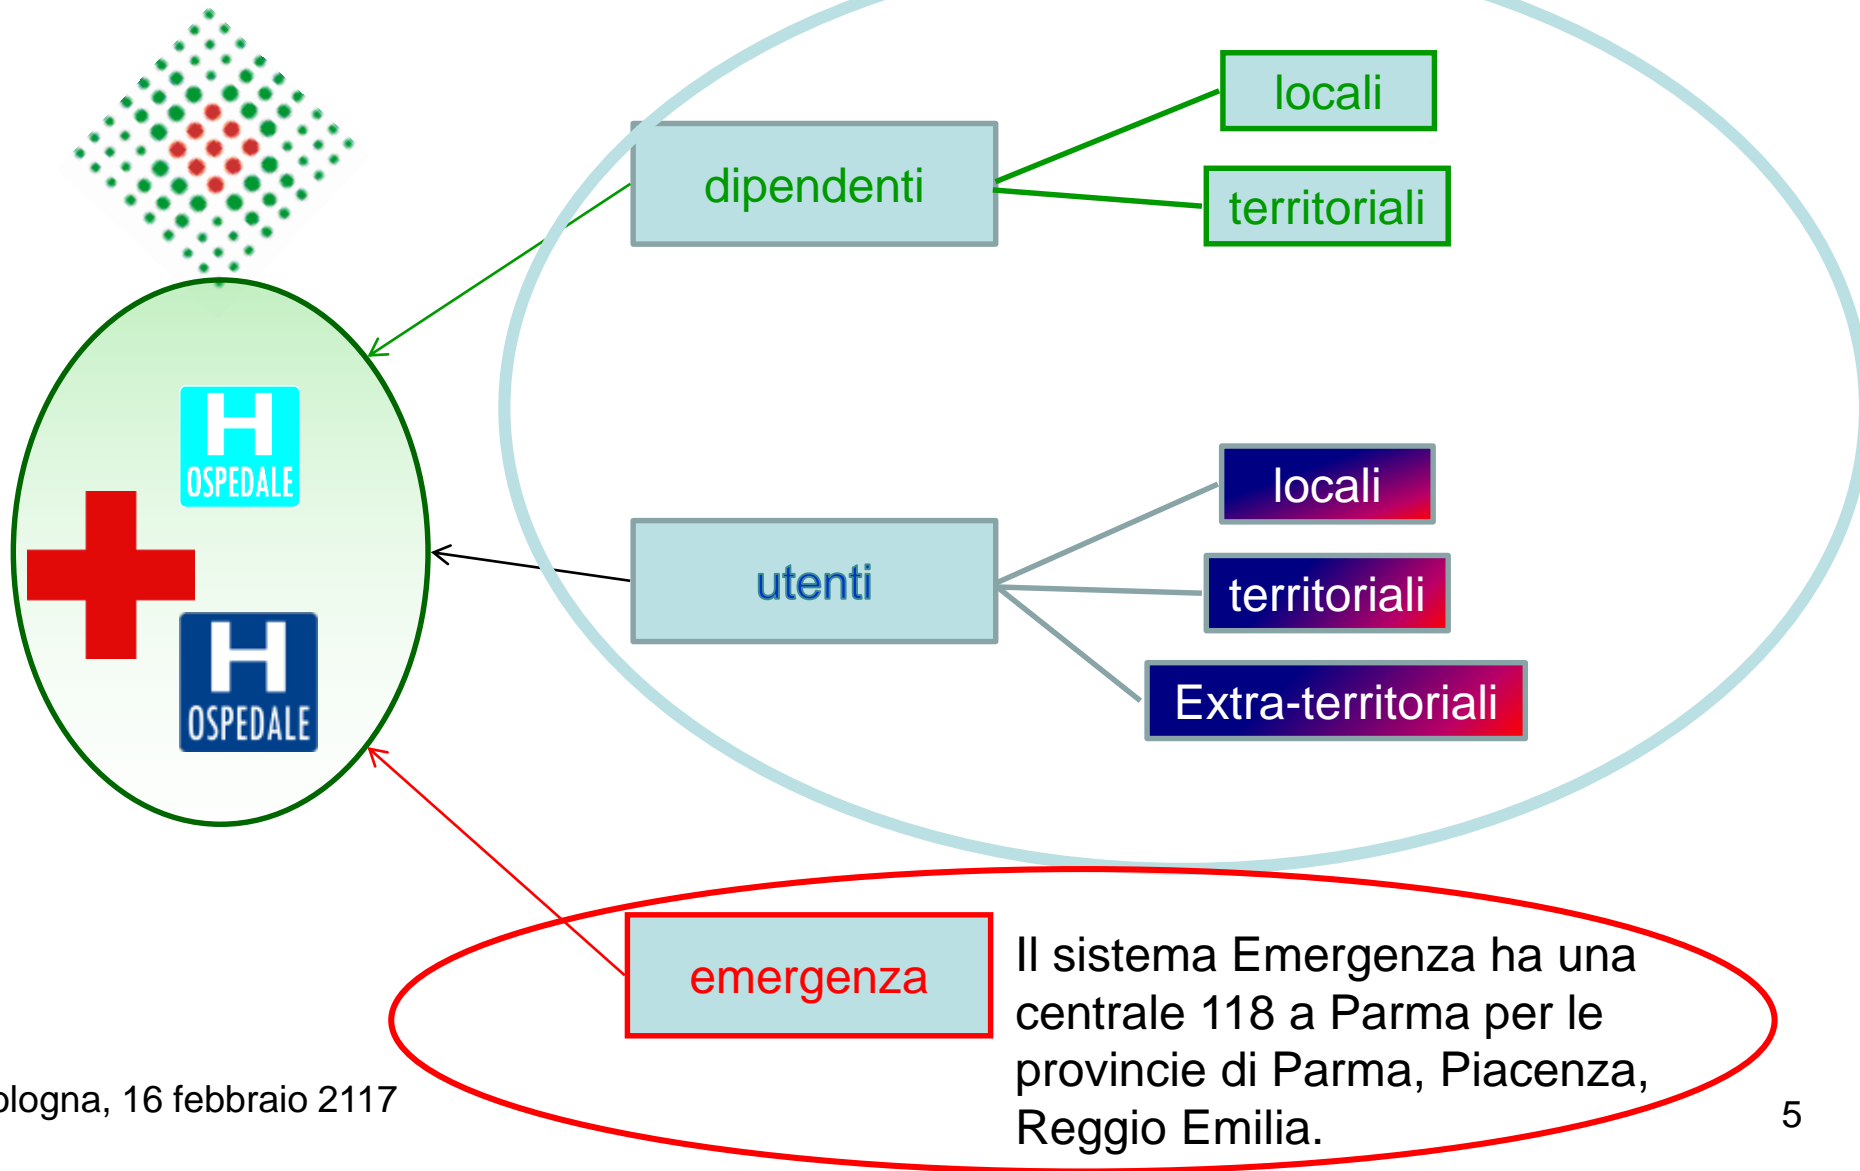 locali
dipendenti
territoriali
H
OSPEDALE
locali
utenti
territoriali
H
OSPEDALE
Extra-territoriali
emergenza
Il sistema Emergenza ha una
centrale 118 a Parma per le
provincie di Parma, Piacenza,
Reggio Emilia.
ologna, 16 febbraio 2117
5